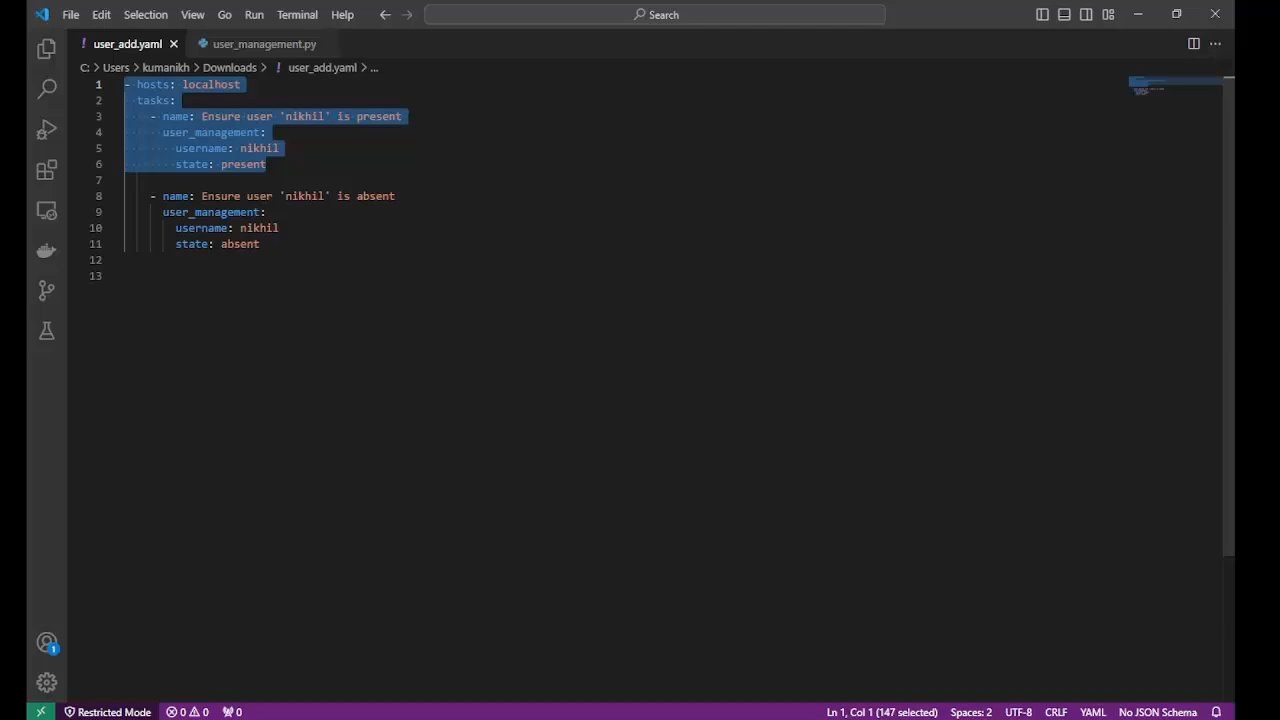 File Edit Selection View Go Run Terminal Help Search
! user_add.yaml user_management.py
C: > Users > kumanikh > Downloads > ! user_add.yaml > ...
1 - hosts: localhost
2 tasks:
3 - name: Ensure user 'nikhil' is present
4 user_management:
5 username: nikhil
6 state: present
7
8 - name: Ensure user 'nikhil' is absent
9 user_management:
10 username: nikhil
11 state: absent
12
13
1
Restricted Mode 0 0 0 Ln 1, Col 1 (147 selected) Spaces: 2 UTF-8 CRLF YAML No JSON Schema